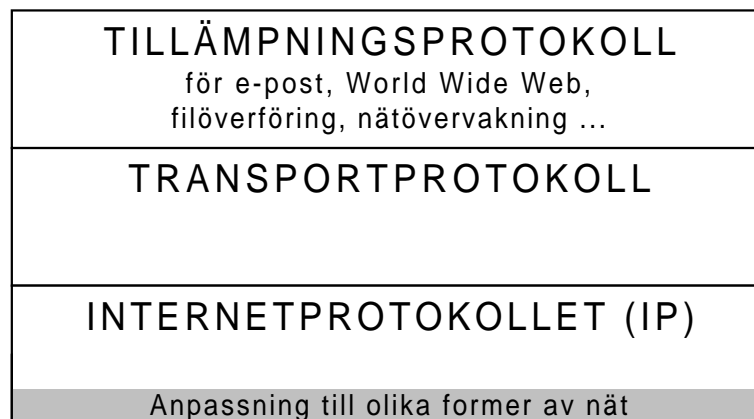 TILLÄMPNINGSPROTOKOLL
för e-post, World Wide Web,
filöverföring, nätövervakning ...
TRANSPORTPROTOKOLL
INTERNETPROTOKOLLET (IP)
Anpassning till olika former av nät